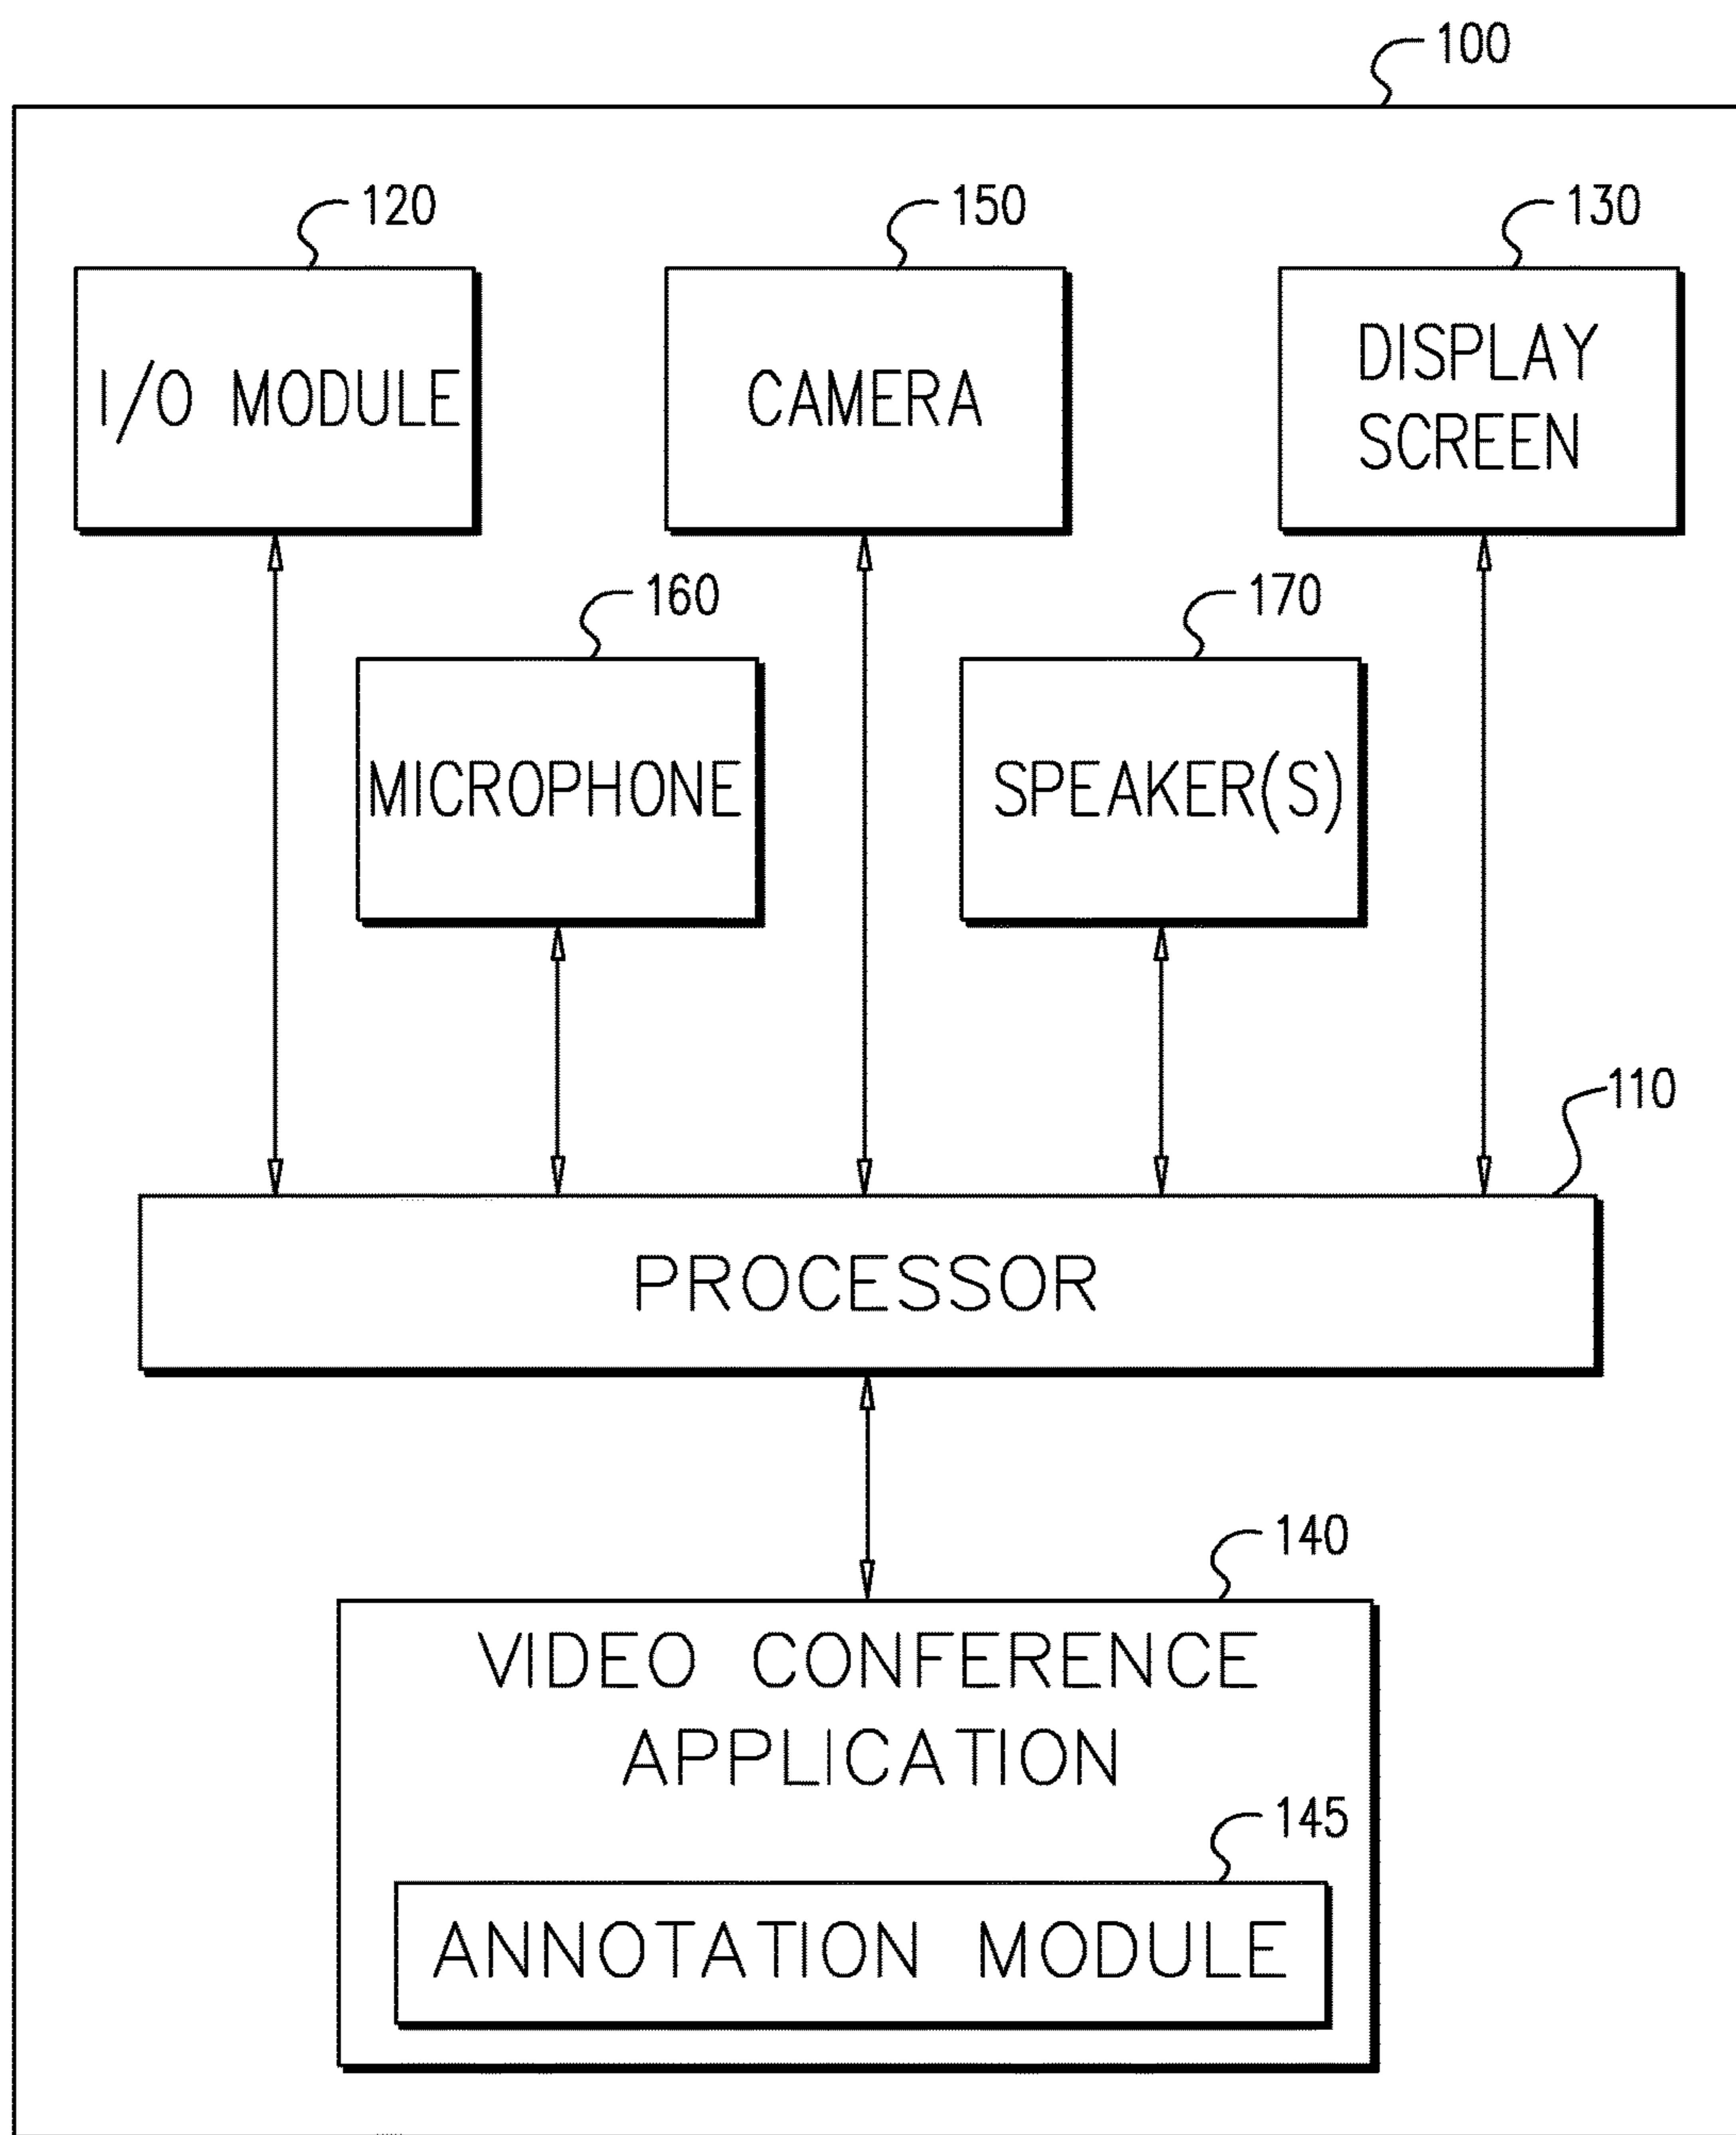 100
120
150
130
I/O MODULE
CAMERA
DISPLAY
SCREEN
160
170
MICROPHONE
SPEAKER(S)
110
PROCESSOR
140
VIDEO CONFERENCE
APPLICATION
145
ANNOTATION MODULE